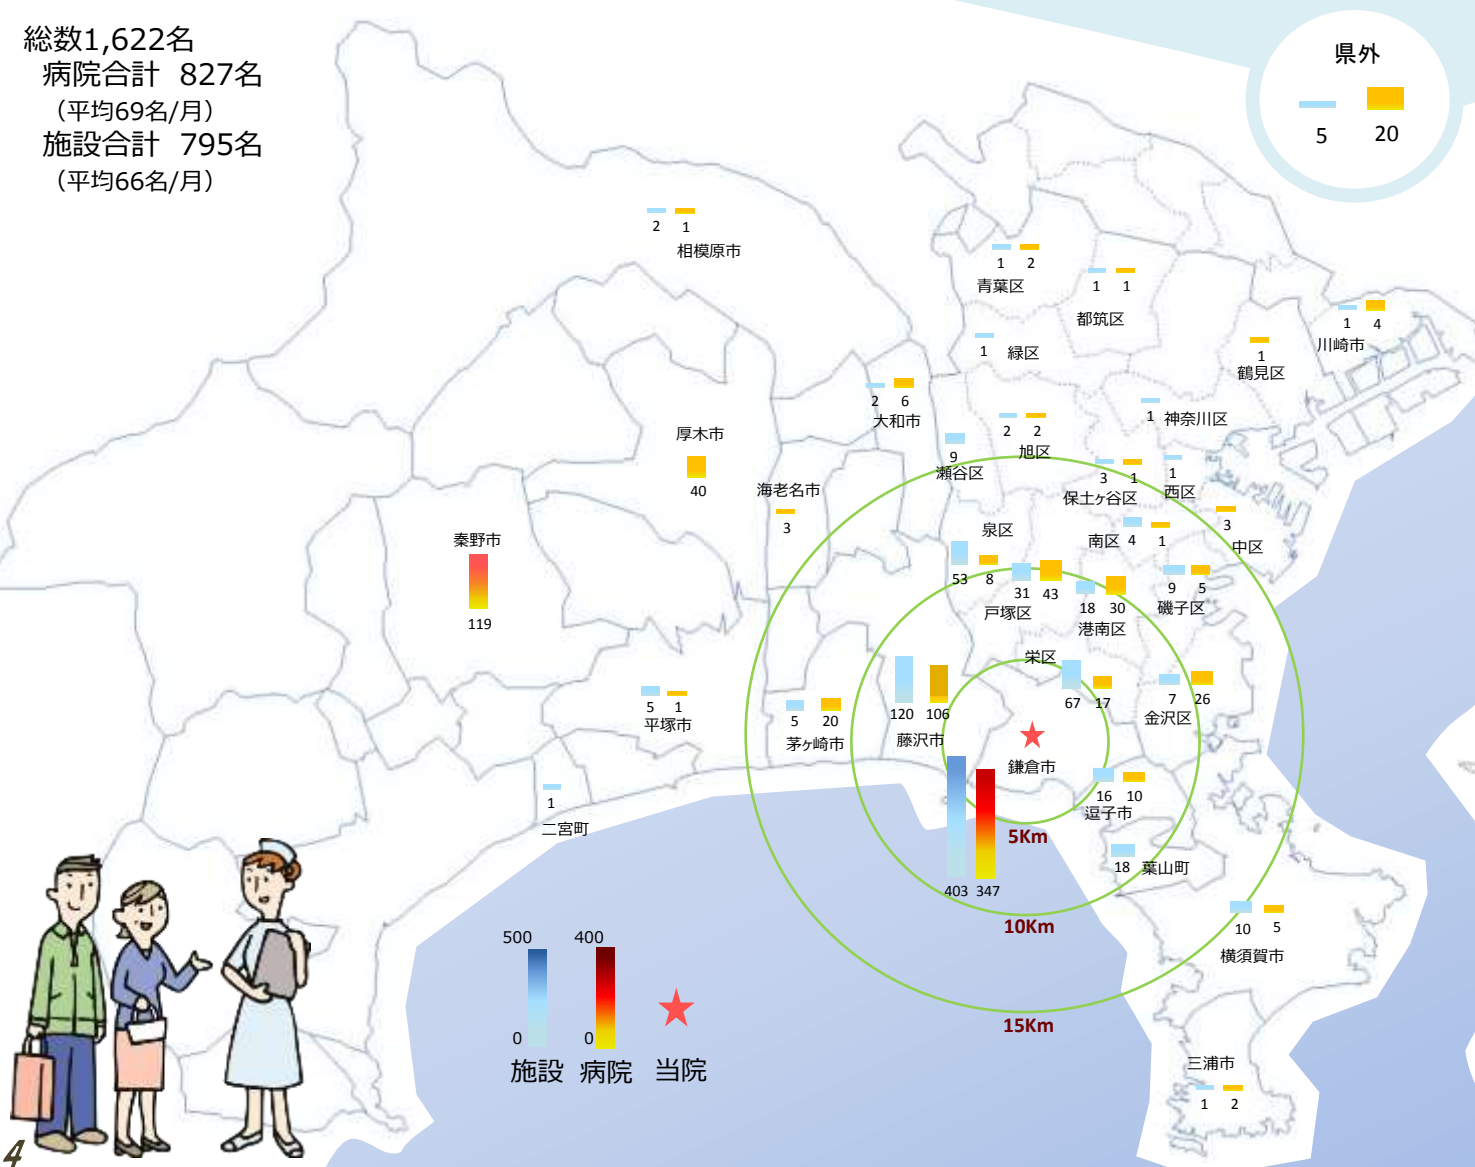 総数1,622名
病院合計 827名
（平均69名/月）
施設合計 795名
（平均66名/月）
県外
5 20
2 1
相模原市
1 2
青葉区
1 1
都筑区
1 4
川崎市
1 緑区
1
鶴見区
2 6
大和市
1 神奈川区
2 2
旭区
9
瀬谷区
厚木市
40
海老名市
3
3 1
保土ヶ谷区
1
西区
秦野市
119
泉区
53 8
南区 4 1
3
中区
31 43
戸塚区
18 30
港南区
9 5
磯子区
栄区
67 17
7 26
金沢区
5 1
平塚市
5 20
茅ヶ崎市
120 106
藤沢市
鎌倉市
403 347
1
二宮町
16 10
逗子市
5Km
18 葉山町
10Km
10 5
横須賀市
15Km
三浦市
1 2
500 400
0 0
施設 病院 当院
4